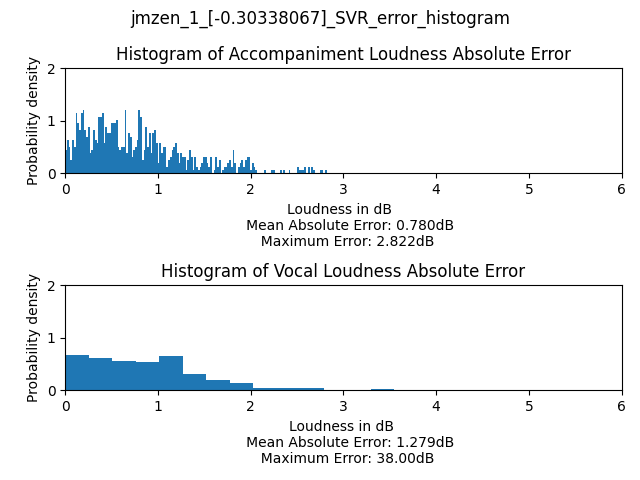 jmzen_1_[-0.30338067]_SVR_error_histogram
Histogram of Accompaniment Loudness Absolute Error
Probability density
2
1
0
0 1 2 3 4 5 6
Loudness in dB
Mean Absolute Error: 0.780dB
Maximum Error: 2.822dB
Histogram of Vocal Loudness Absolute Error
Probability density
2
1
0
0 1 2 3 4 5 6
Loudness in dB
Mean Absolute Error: 1.279dB
Maximum Error: 38.00dB